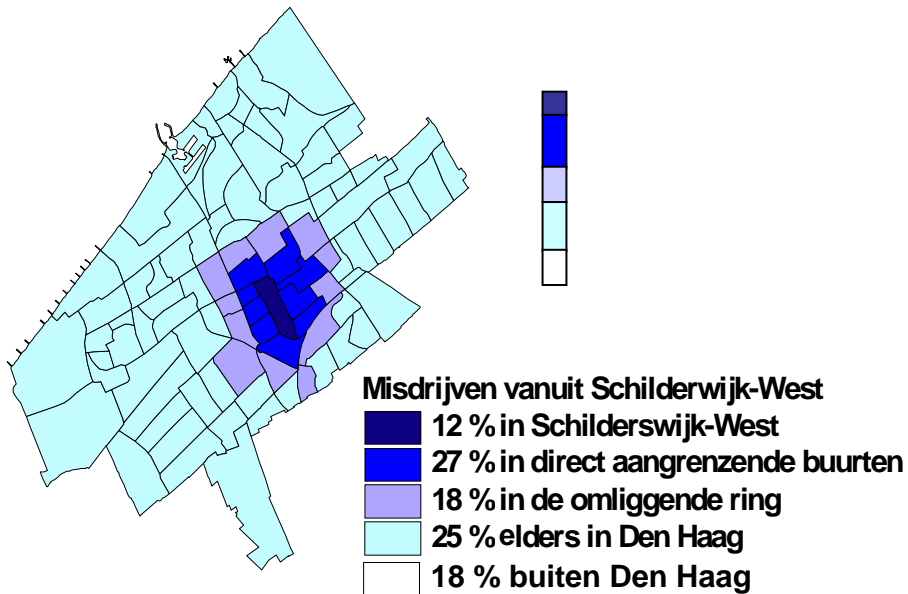 Misdrijven vanuit Schilderwijk-West
12 % in Schilderswijk-West
27 % in direct aangrenzende buurten
18 % in de omliggende ring
25 % elders in Den Haag
18 % buiten Den Haag